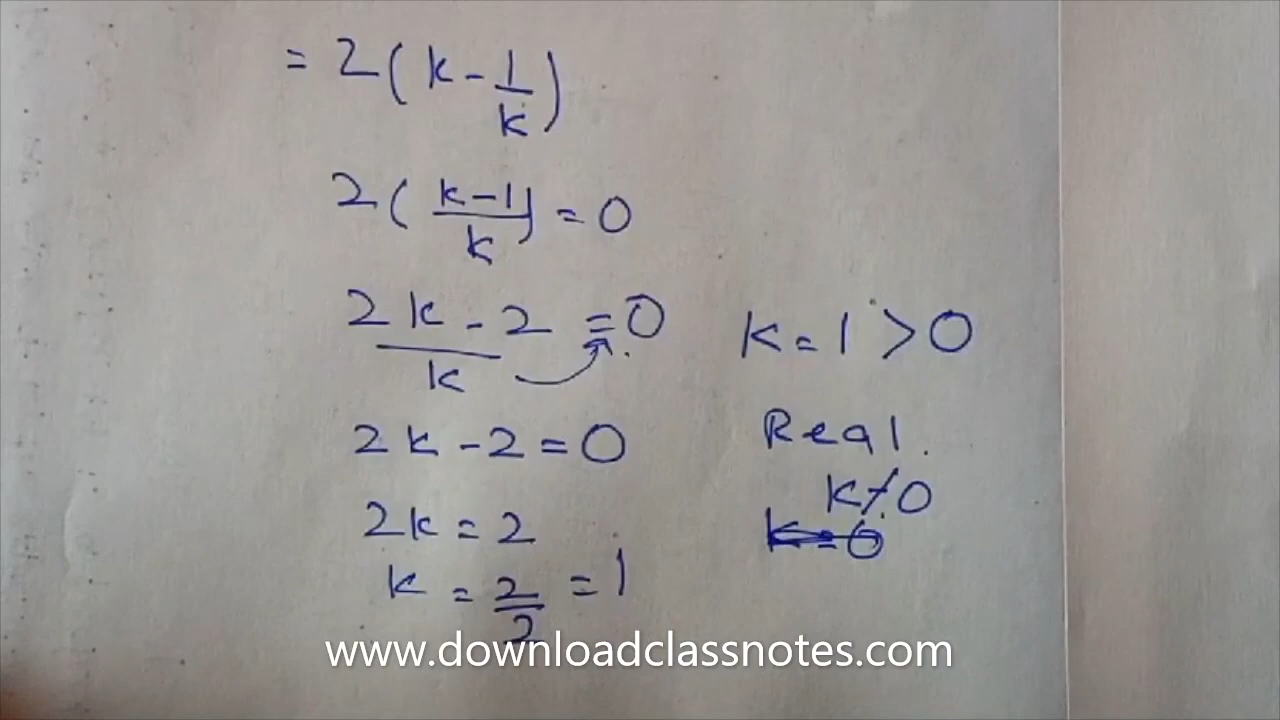 = 2(k - 1/k)
2(k-1/k) = 0
2k - 2/k = 0
2k - 2 = 0
2k = 2
k = 2/2 = 1
k = 1 > 0
Real.
k ≠ 0
www.downloadclassnotes.com